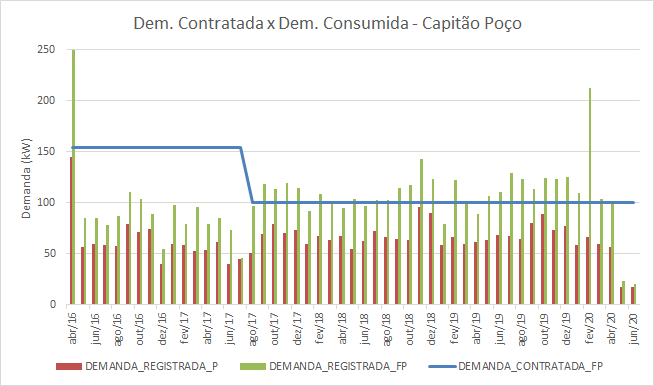 Dem. Contratada x Dem. Consumida - Capitão Poço
250
200
150
100
50
0
Demanda (kW)
abr/16
jun/16
ago/16
out/16
dez/16
fev/17
abr/17
jun/17
ago/17
out/17
dez/17
fev/18
abr/18
jun/18
ago/18
out/18
dez/18
fev/19
abr/19
jun/19
ago/19
out/19
dez/19
fev/20
abr/20
jun/20
DEMANDA_REGISTRADA_P DEMANDA_REGISTRADA_FP DEMANDA_CONTRATADA_FP